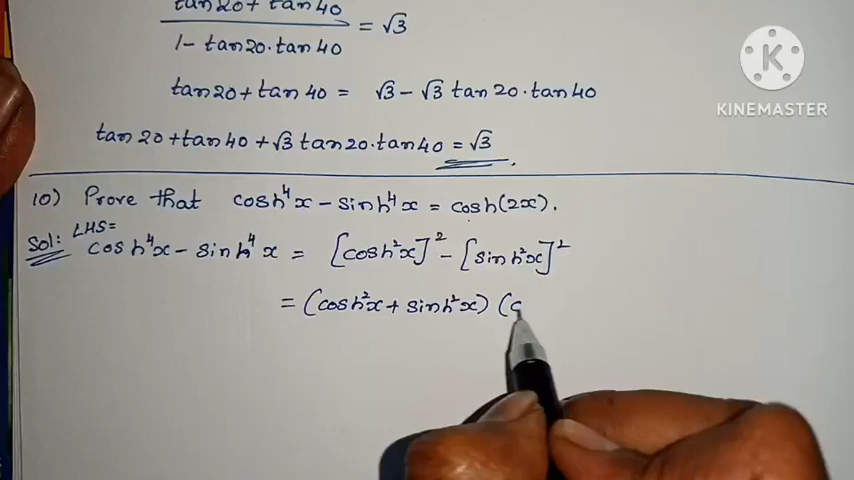 tan20 + tan40
————————— = √3
1 - tan20·tan40
K
KINEMASTER
tan20 + tan40 = √3 - √3 tan20·tan40
tan20 + tan40 + √3 tan20·tan40 = √3.
10) Prove that cosh⁴x - sinh⁴x = cosh(2x).
Sol: LHS= cosh⁴x - sinh⁴x = [cosh²x]² - [sinh²x]²
= (cosh²x + sinh²x) (c